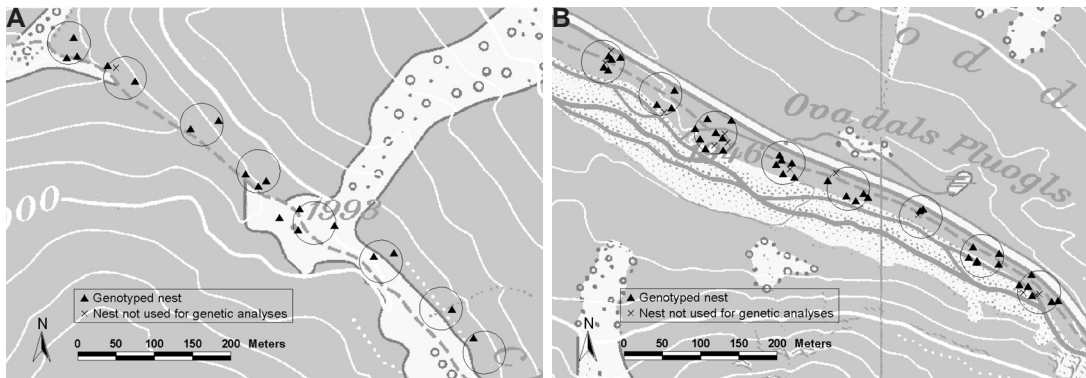 A
1998
000
▲ Genotyped nest
× Nest not used for genetic analyses
N
0 50 100 150 200 Meters
B
G o d d
Ova dals Pluogls
▲ Genotyped nest
× Nest not used for genetic analyses
N
0 50 100 150 200 Meters